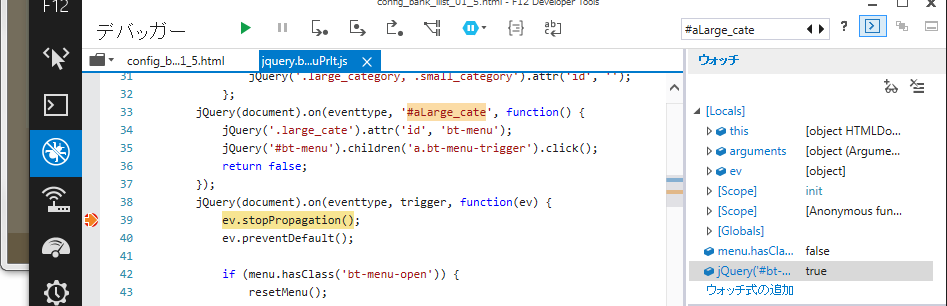 config_bank_list_01_5.html - F12 Developer Tools
F12
デバッガー
#aLarge_cate
?
config_b...1_5.html
jquery.b...uPrlt.js
ウォッチ
31 jQuery('.large_category, .small_category').attr('id', '');
32 };
33 jQuery(document).on(eventtype, '#aLarge_cate', function() {
34 jQuery('.large_cate').attr('id', 'bt-menu');
35 jQuery('#bt-menu').children('a.bt-menu-trigger').click();
36 return false;
37 });
38 jQuery(document).on(eventtype, trigger, function(ev) {
39 ev.stopPropagation();
40 ev.preventDefault();
41
42 if (menu.hasClass('bt-menu-open')) {
43 resetMenu();
[Locals]
this [object HTMLDo...
arguments [object (Argume...
ev [object]
[Scope] init
[Scope] [Anonymous fun...
[Globals]
menu.hasCla... false
jQuery('#bt-... true
ウォッチ式の追加